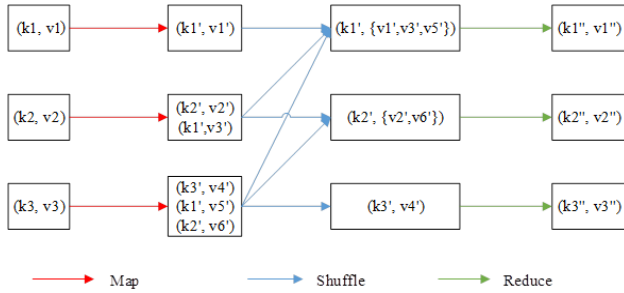 (k1, v1)
(k1', v1')
(k1', {v1',v3',v5'})
(k1'', v1'')
(k2, v2)
(k2', v2')
(k1',v3')
(k2', {v2',v6'})
(k2'', v2'')
(k3, v3)
(k3', v4')
(k1', v5')
(k2', v6')
(k3', v4')
(k3'', v3'')
Map
Shuffle
Reduce